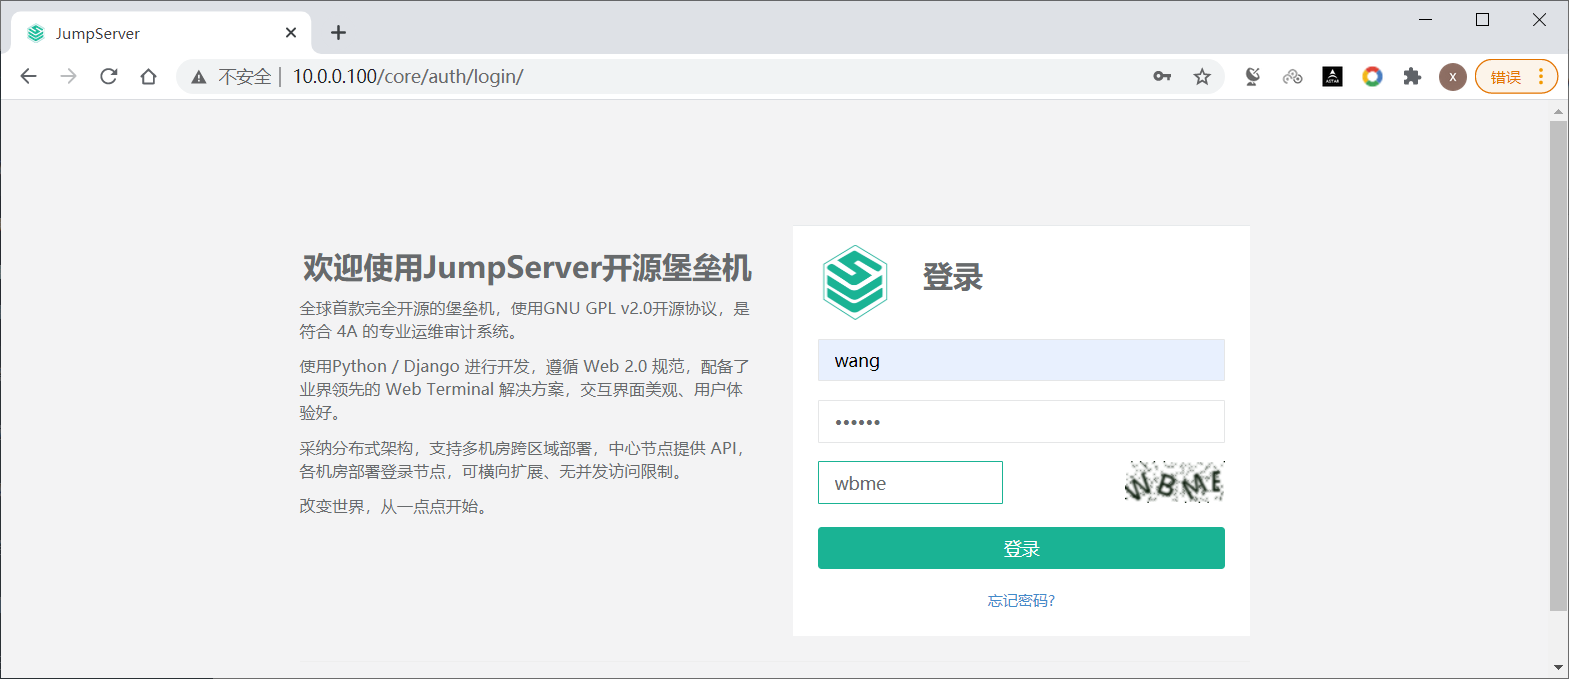 JumpServer
不安全 | 10.0.0.100/core/auth/login/
ASTAR
x
错误
欢迎使用JumpServer开源堡垒机
全球首款完全开源的堡垒机，使用GNU GPL v2.0开源协议，是
符合 4A 的专业运维审计系统。
使用Python / Django 进行开发，遵循 Web 2.0 规范，配备了
业界领先的 Web Terminal 解决方案，交互界面美观、用户体
验好。
采纳分布式架构，支持多机房跨区域部署，中心节点提供 API，
各机房部署登录节点，可横向扩展、无并发访问限制。
改变世界，从一点点开始。
登录
wang
••••••
wbme
WBME
登录
忘记密码?